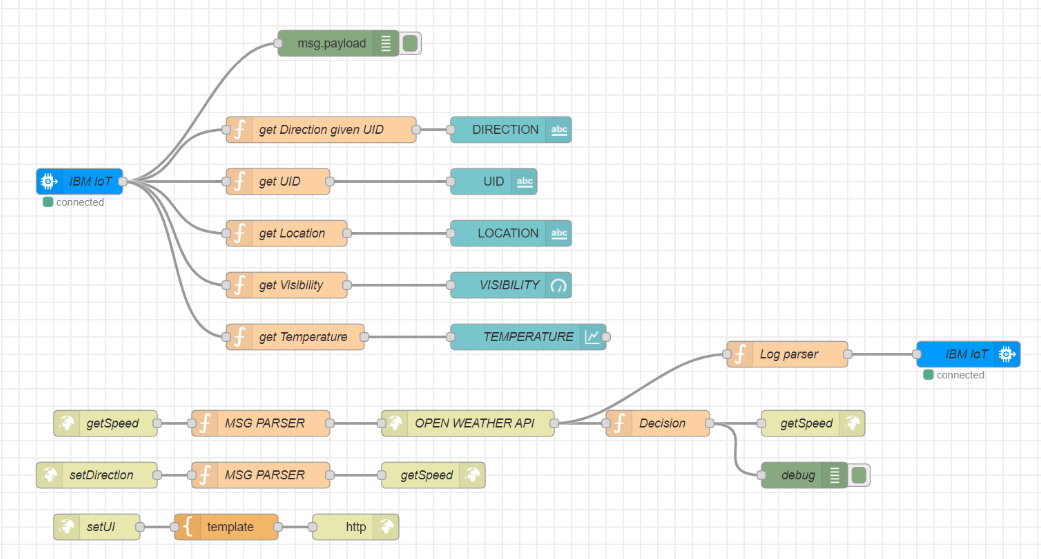 msg.payload
get Direction given UID
DIRECTION
abc
IBM IoT
connected
get UID
UID
abc
get Location
LOCATION
abc
get Visibility
VISIBILITY
get Temperature
TEMPERATURE
Log parser
IBM IoT
connected
getSpeed
MSG PARSER
OPEN WEATHER API
Decision
getSpeed
setDirection
MSG PARSER
getSpeed
debug
setUI
template
http